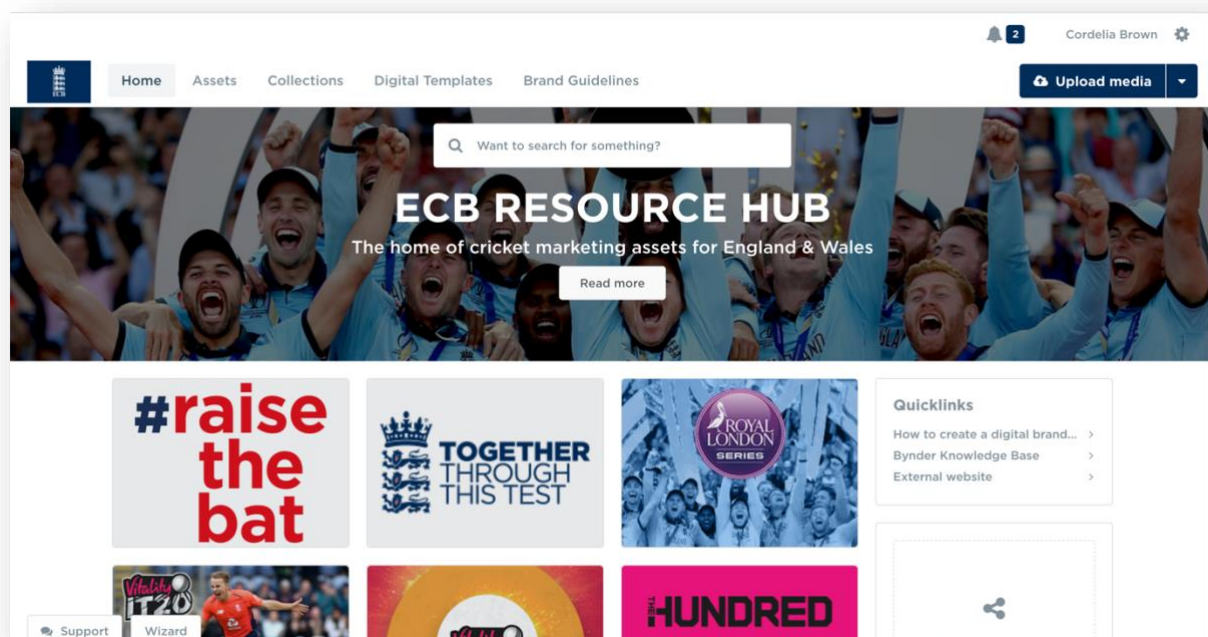 2
Cordelia Brown
ECB
Home
Assets
Collections
Digital Templates
Brand Guidelines
Upload media
Want to search for something?
ECB RESOURCE HUB
The home of cricket marketing assets for England & Wales
Read more
#raise
the
bat
TOGETHER
THROUGH
THIS TEST
ROYAL
LONDON
SERIES
Quicklinks
How to create a digital brand...
Bynder Knowledge Base
External website
Vitality
IT20
Vitality
THE
HUNDRED
Support
Wizard